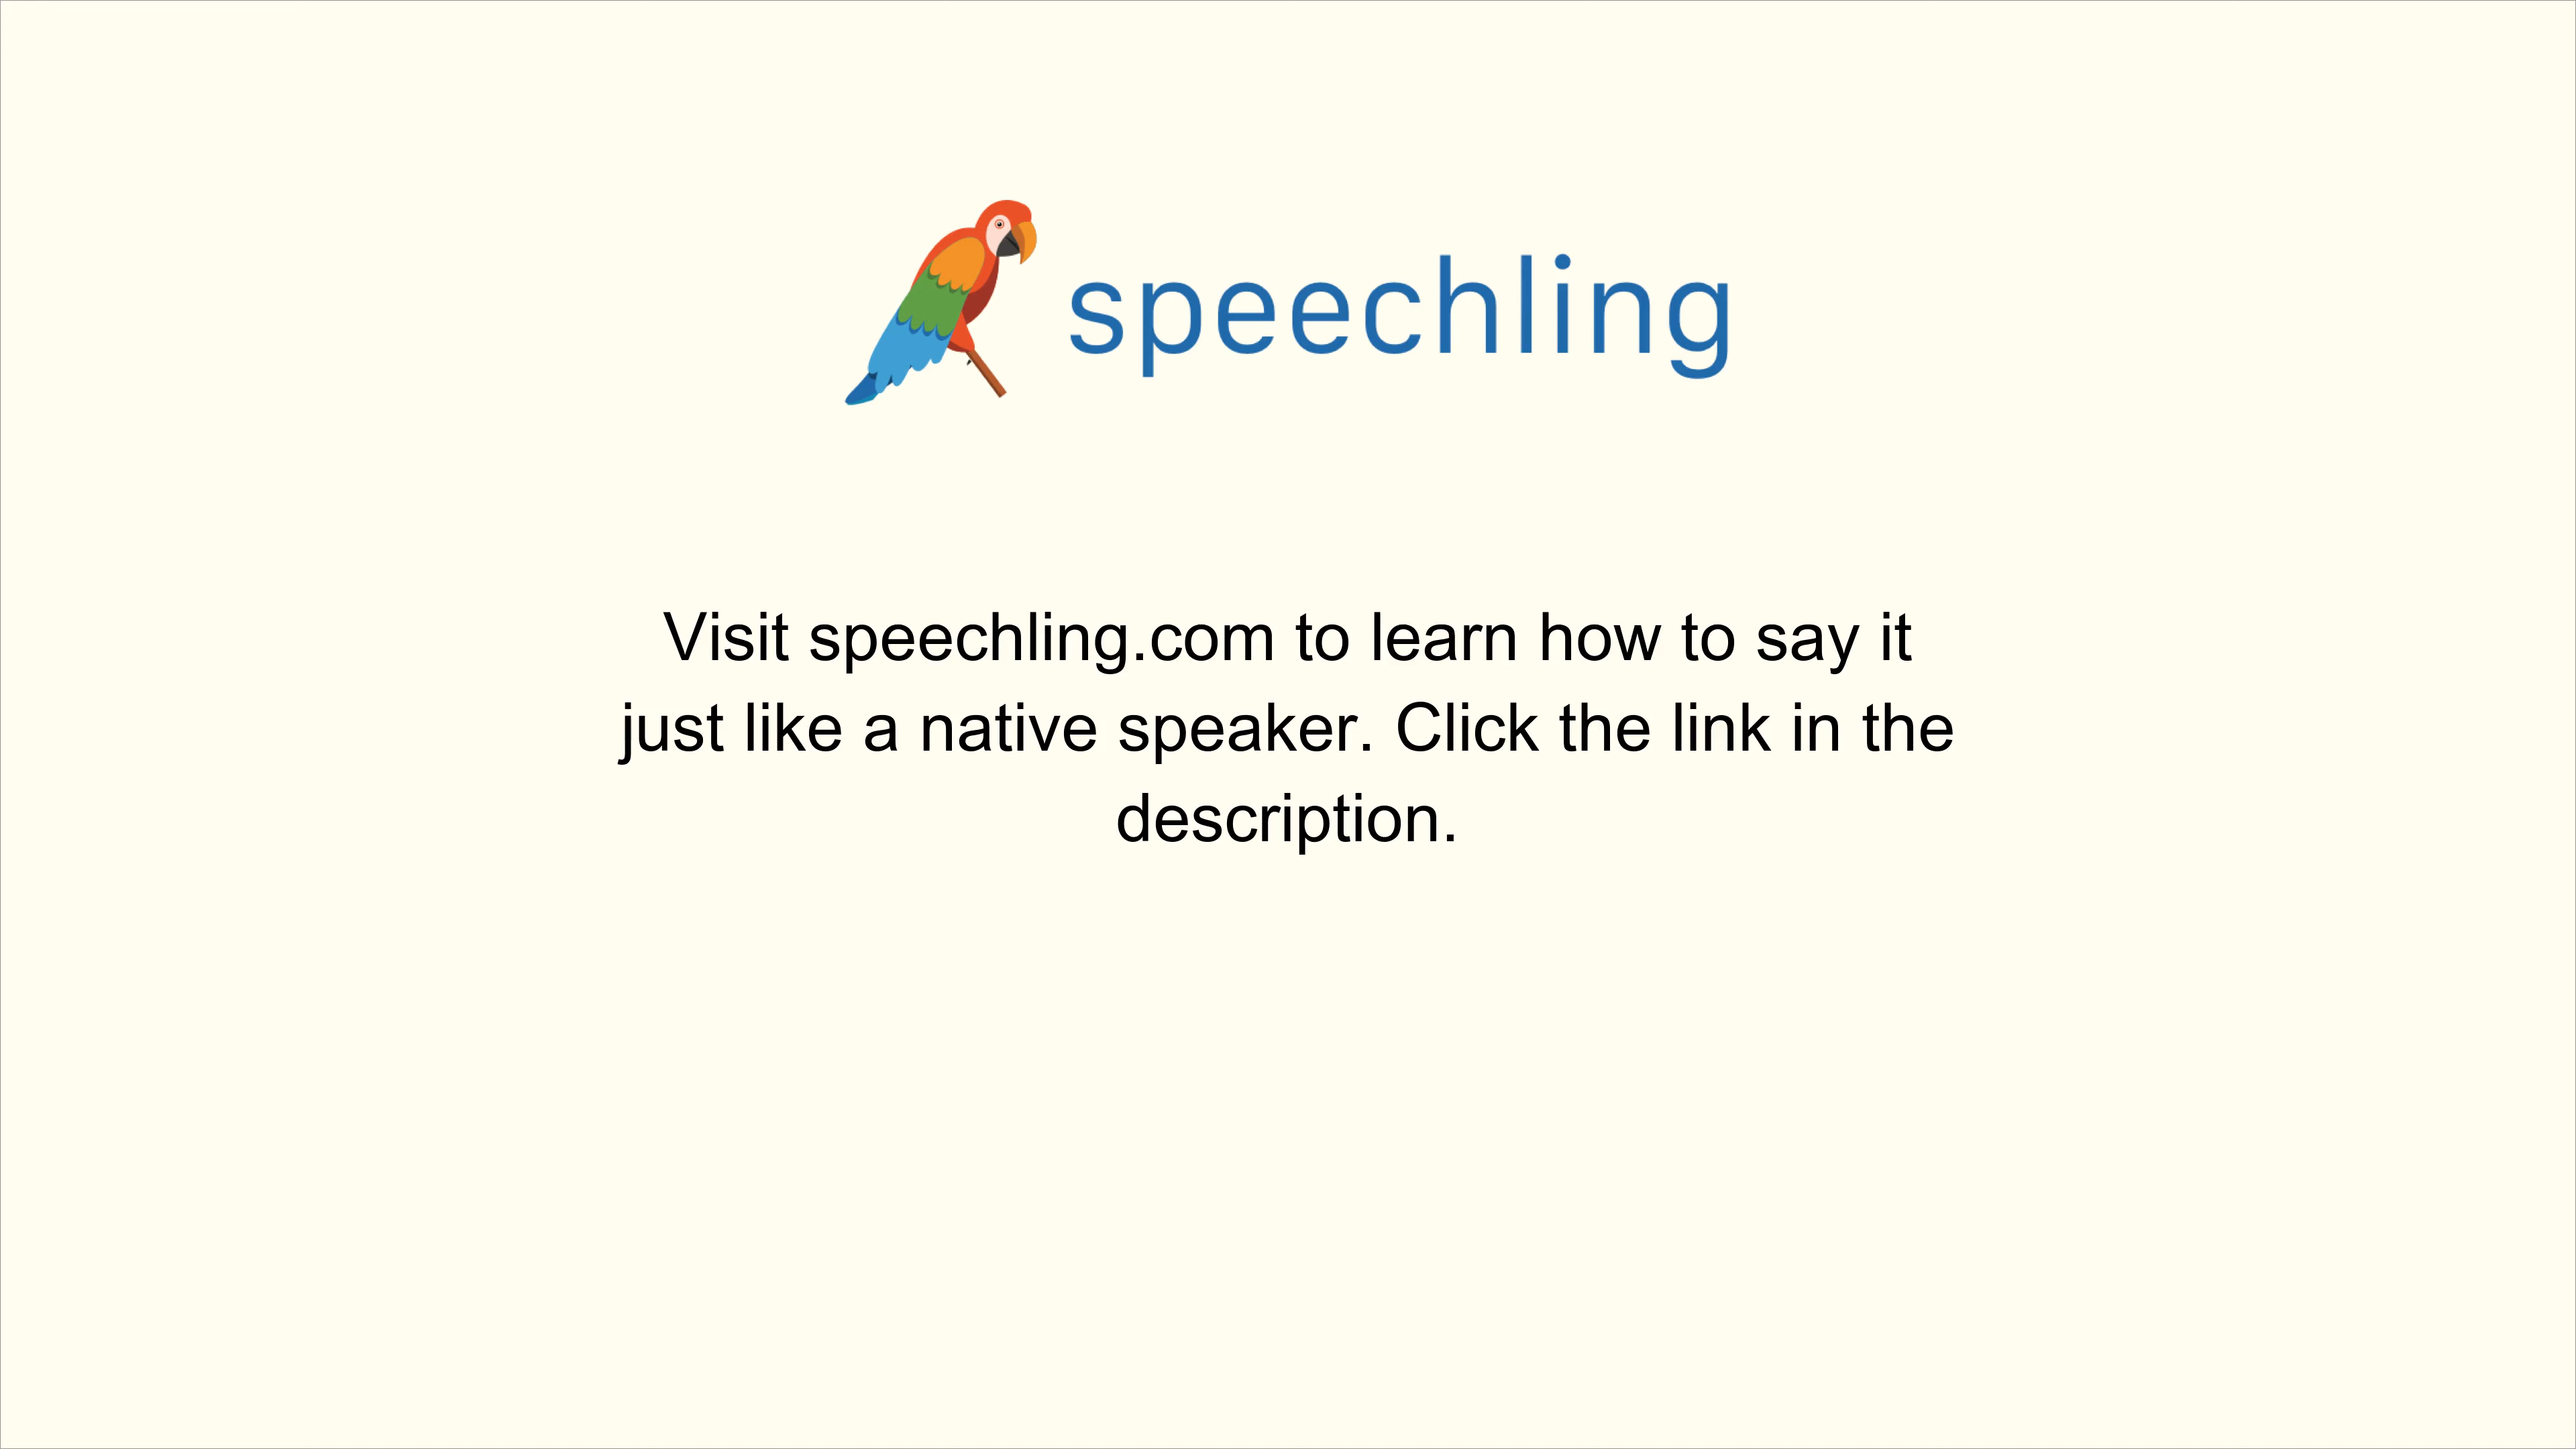 speechling
Visit speechling.com to learn how to say it
just like a native speaker. Click the link in the
description.